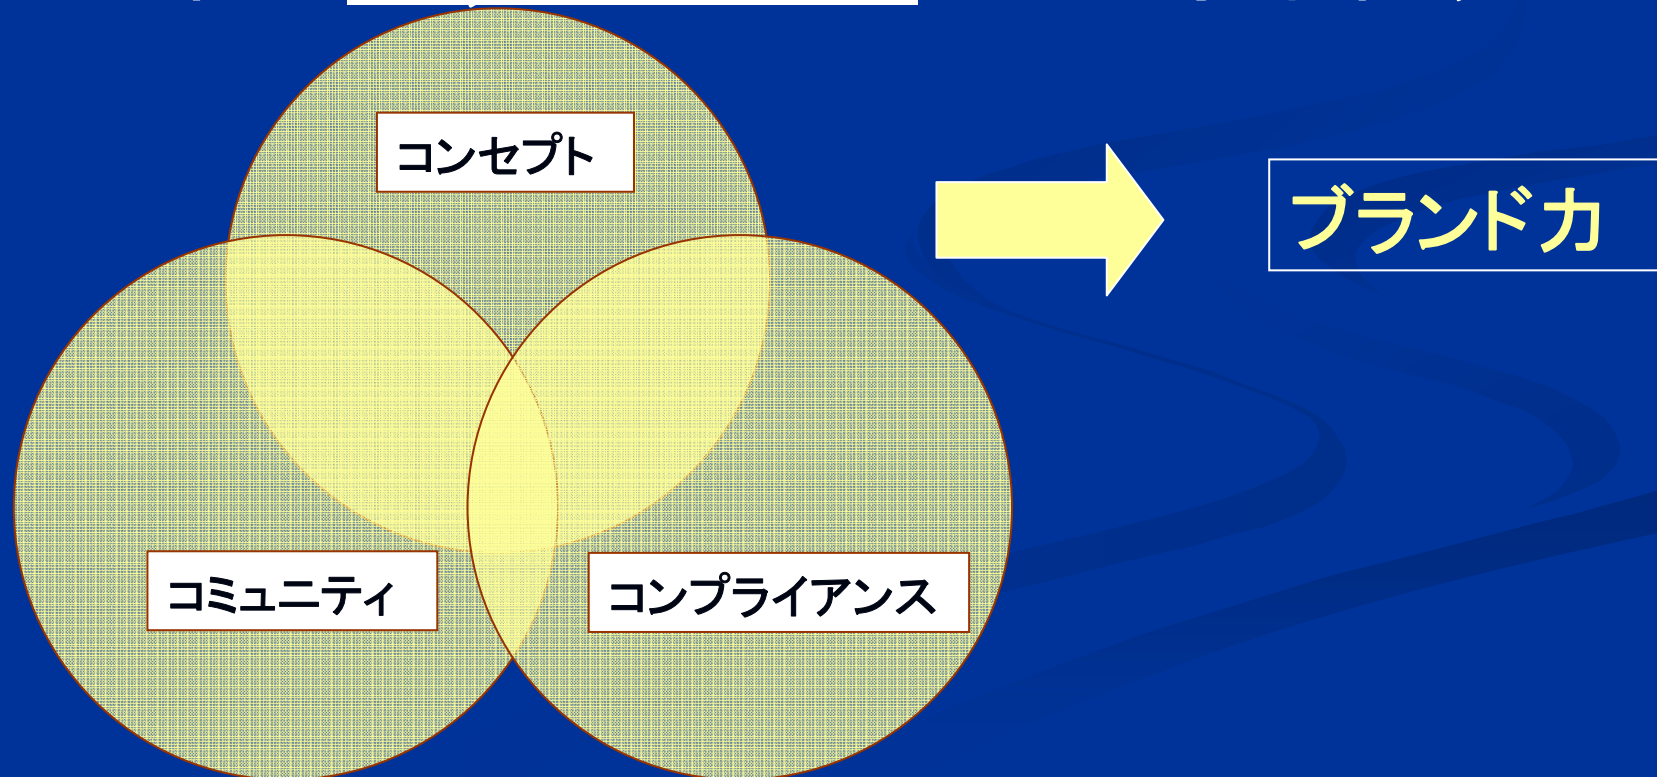 コンセプト
ブランド力
コミュニティ
コンプライアンス